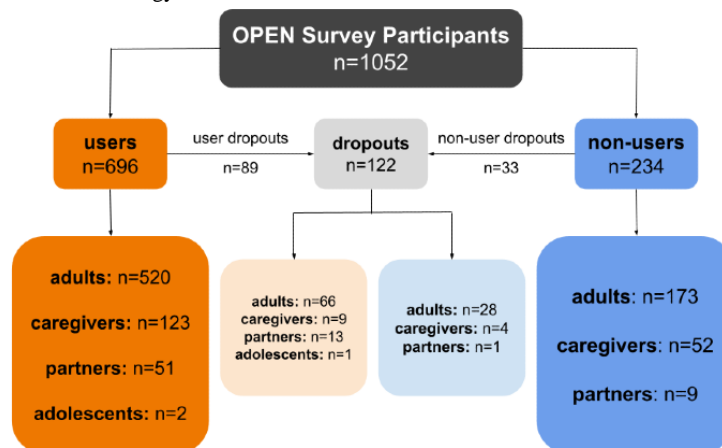 OPEN Survey Participants
n=1052
users
n=696
user dropouts
n=89
dropouts
n=122
non-user dropouts
n=33
non-users
n=234
adults: n=520
caregivers: n=123
partners: n=51
adolescents: n=2
adults: n=66
caregivers: n=9
partners: n=13
adolescents: n=1
adults: n=28
caregivers: n=4
partners: n=1
adults: n=173
caregivers: n=52
partners: n=9